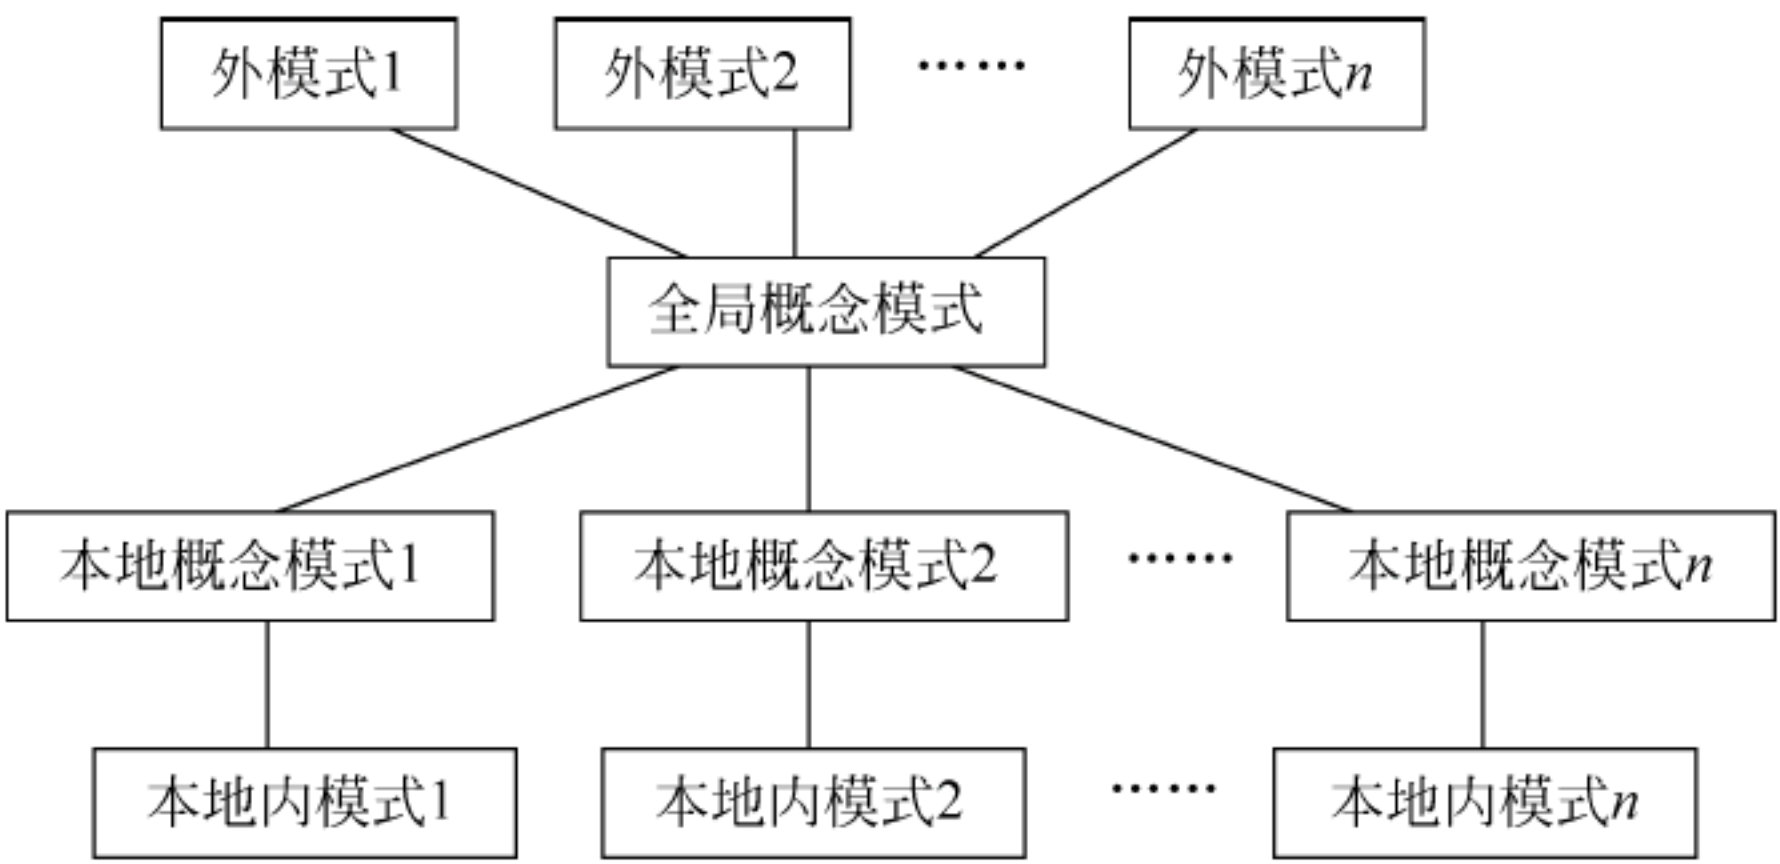 外模式1 外模式2 …… 外模式n
全局概念模式
本地概念模式1 本地概念模式2 …… 本地概念模式n
本地内模式1 本地内模式2 …… 本地内模式n